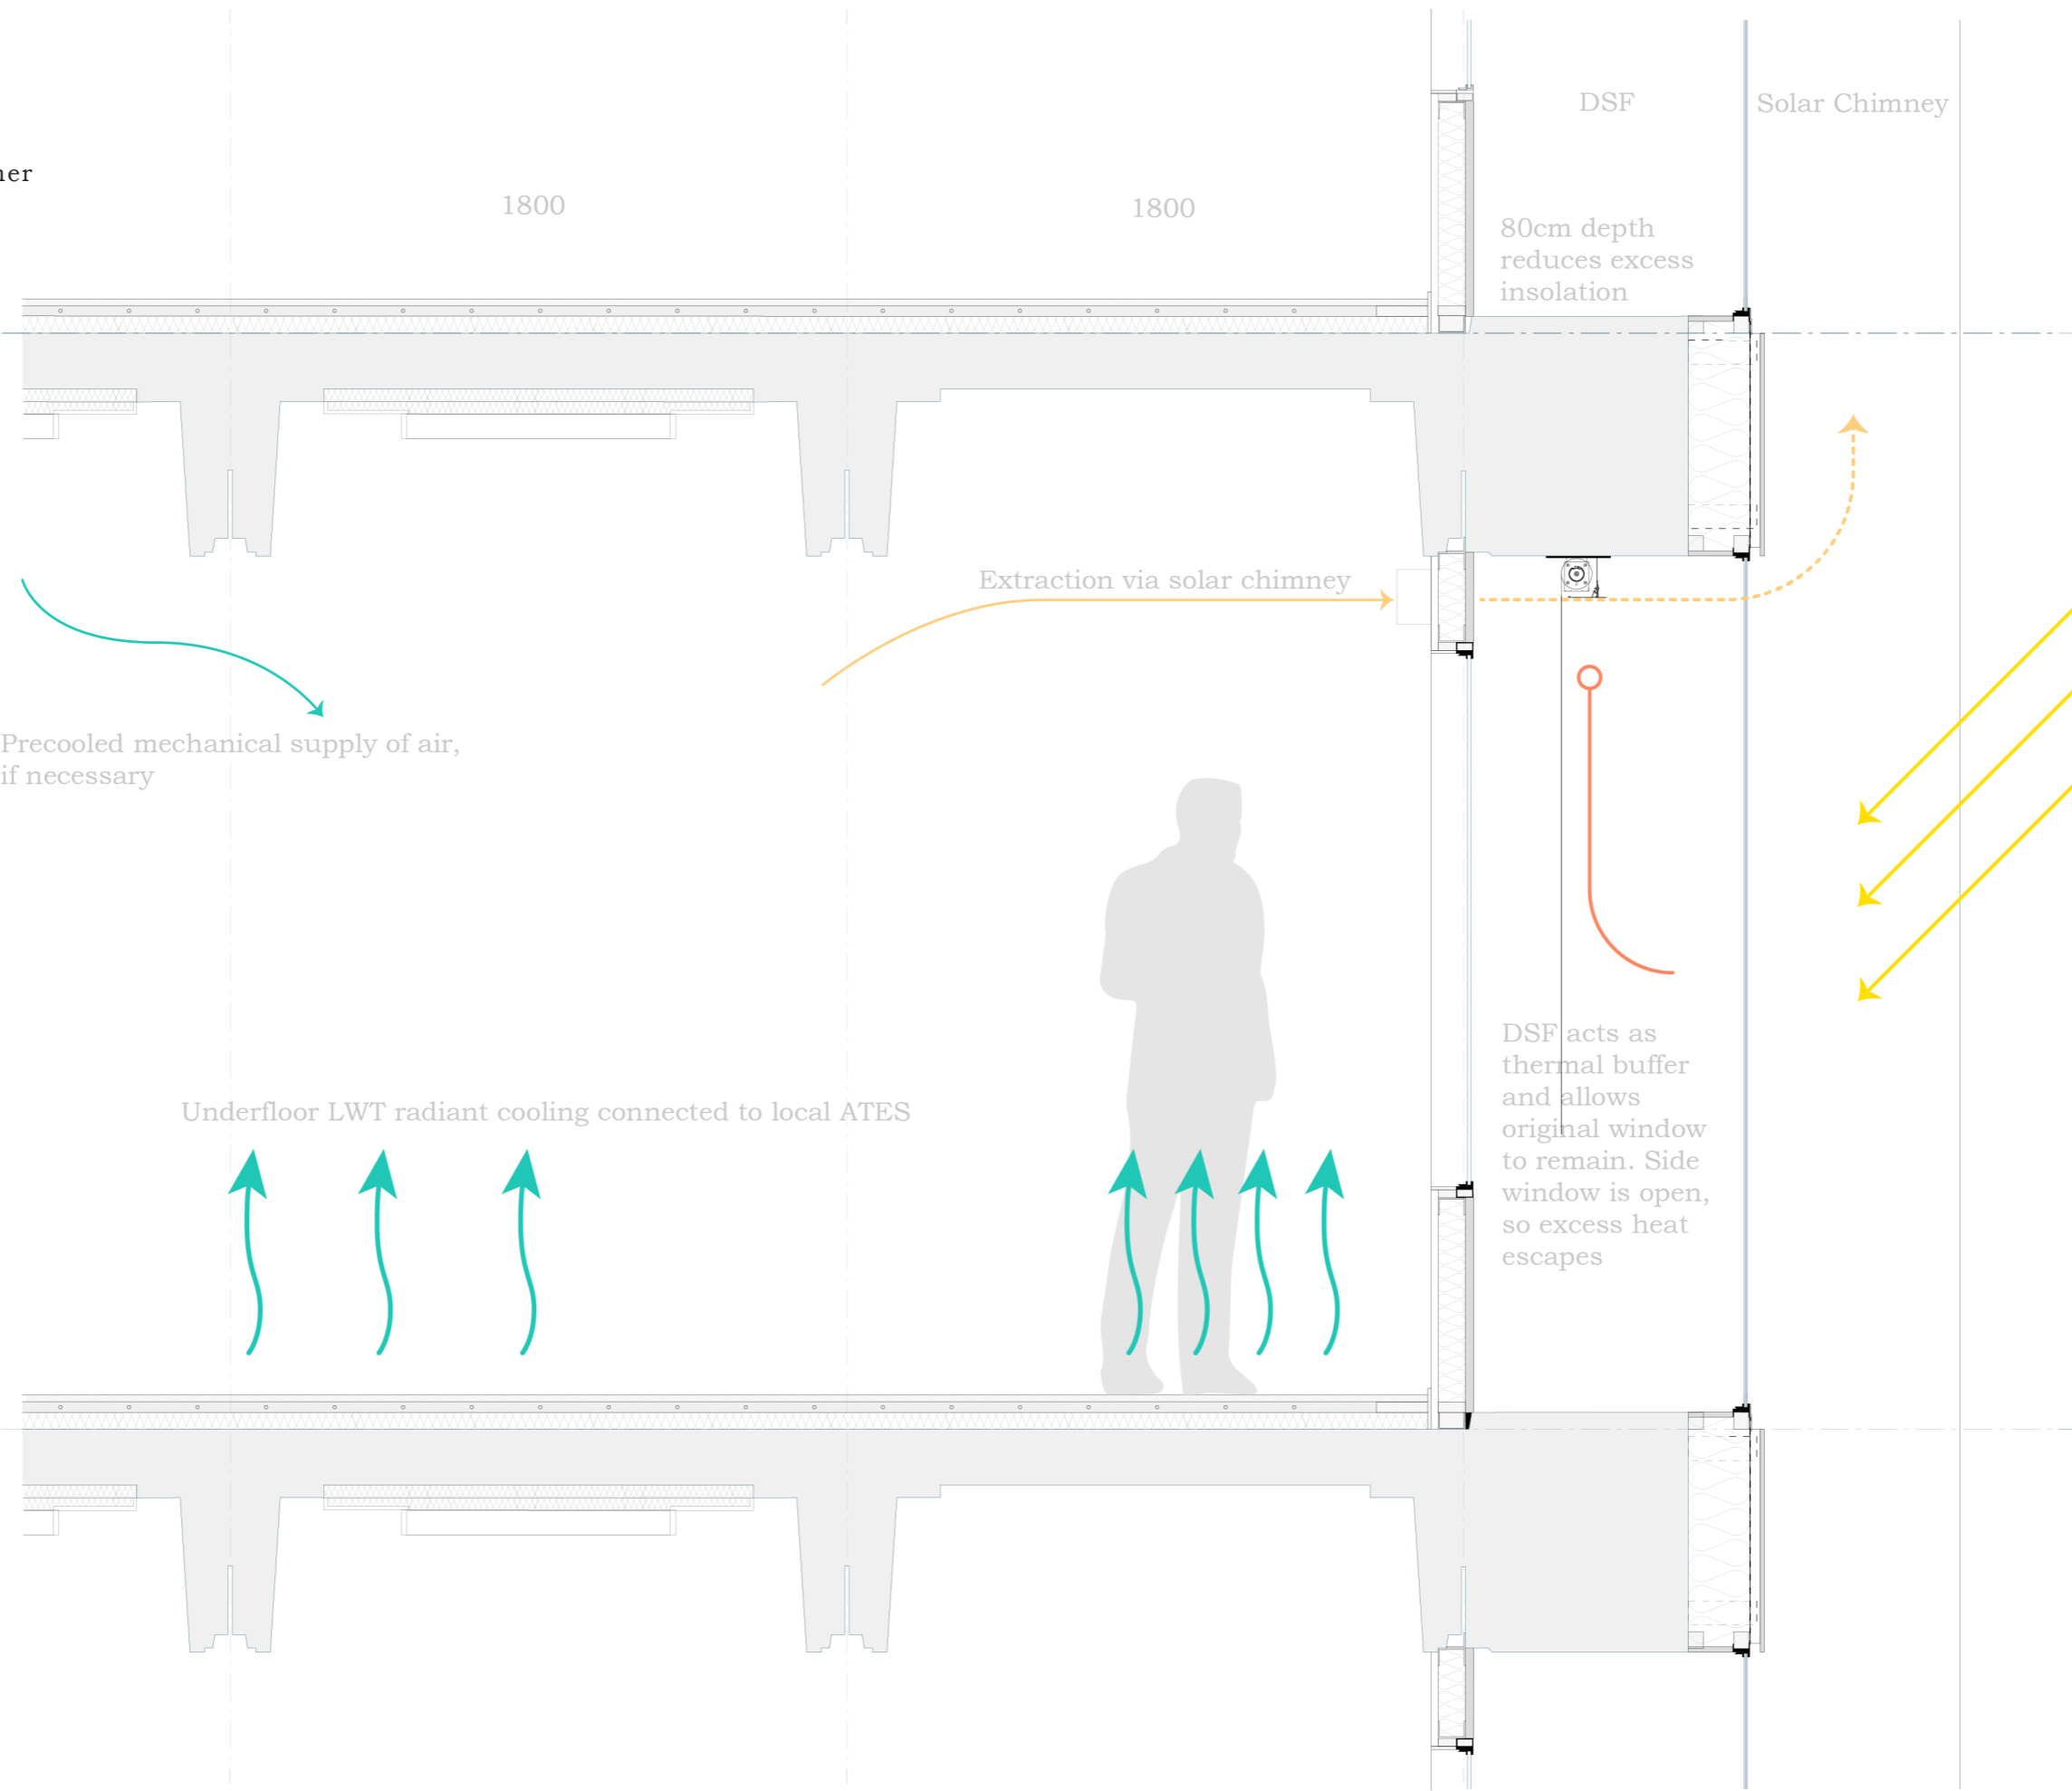 DSF
Solar Chimney
ner
1800
1800
80cm depth
reduces excess
insolation
Extraction via solar chimney
Precooled mechanical supply of air,
if necessary
DSF acts as
thermal buffer
and allows
original window
to remain. Side
window is open,
so excess heat
escapes
Underfloor LWT radiant cooling connected to local ATES